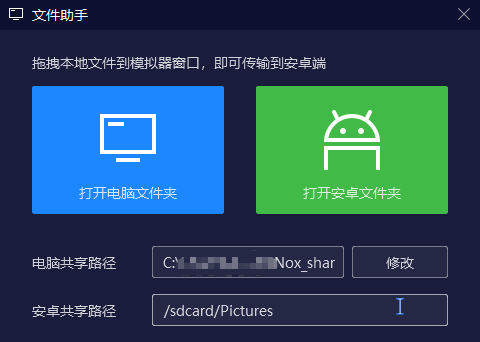 文件助手
拖拽本地文件到模拟器窗口，即可传输到安卓端
打开电脑文件夹
打开安卓文件夹
电脑共享路径
C:\
Nox_shar
修改
安卓共享路径
/sdcard/Pictures